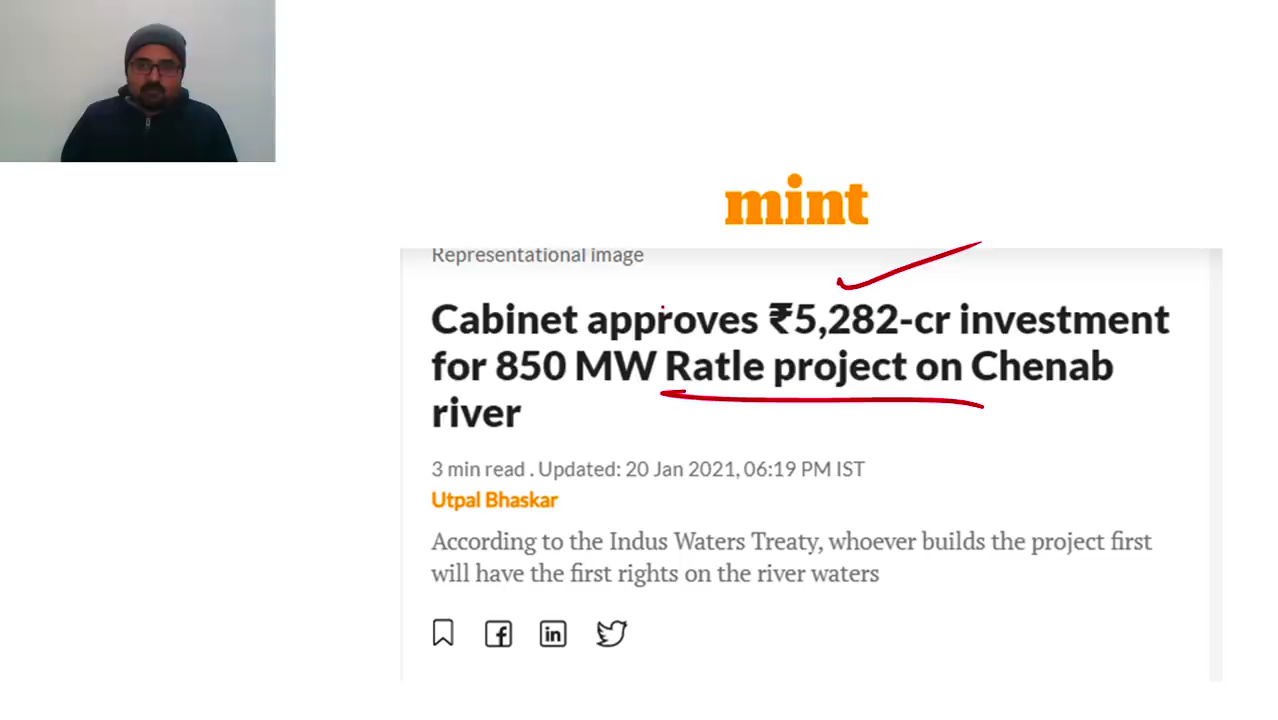 mint
Representational image
Cabinet approves ₹5,282-cr investment
for 850 MW Ratle project on Chenab
river
3 min read . Updated: 20 Jan 2021, 06:19 PM IST
Utpal Bhaskar
According to the Indus Waters Treaty, whoever builds the project first
will have the first rights on the river waters